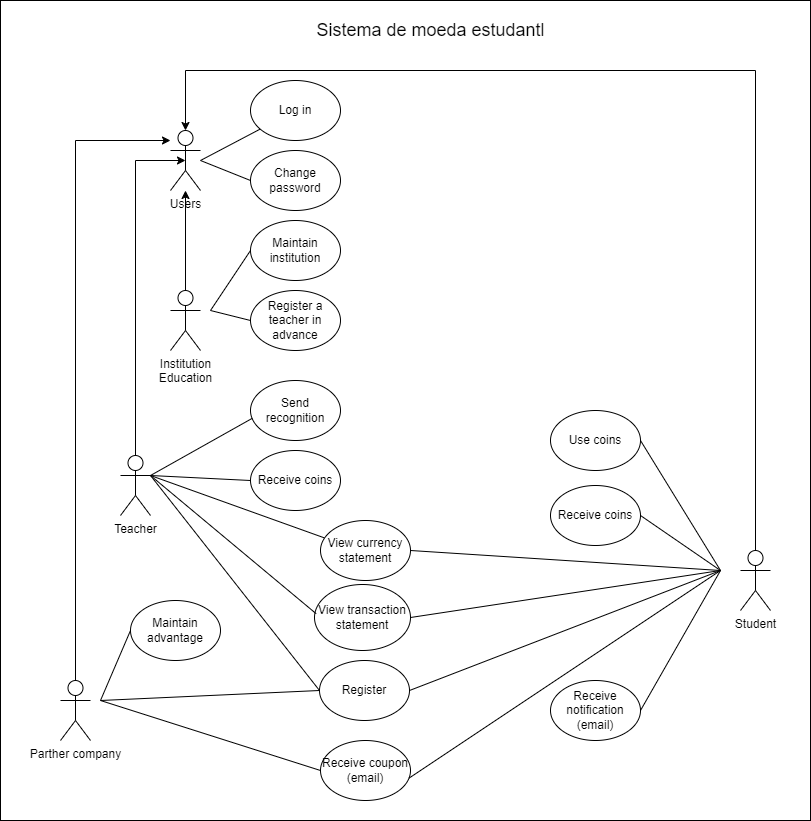 Sistema de moeda estudantl
Log in
Change
password
Users
Maintain
institution
Register a
teacher in
advance
Institution
Education
Send
recognition
Use coins
Receive coins
Receive coins
Teacher
View currency
statement
View transaction
statement
Student
Maintain
advantage
Register
Receive
notification
(email)
Parther company
Receive coupon
(email)